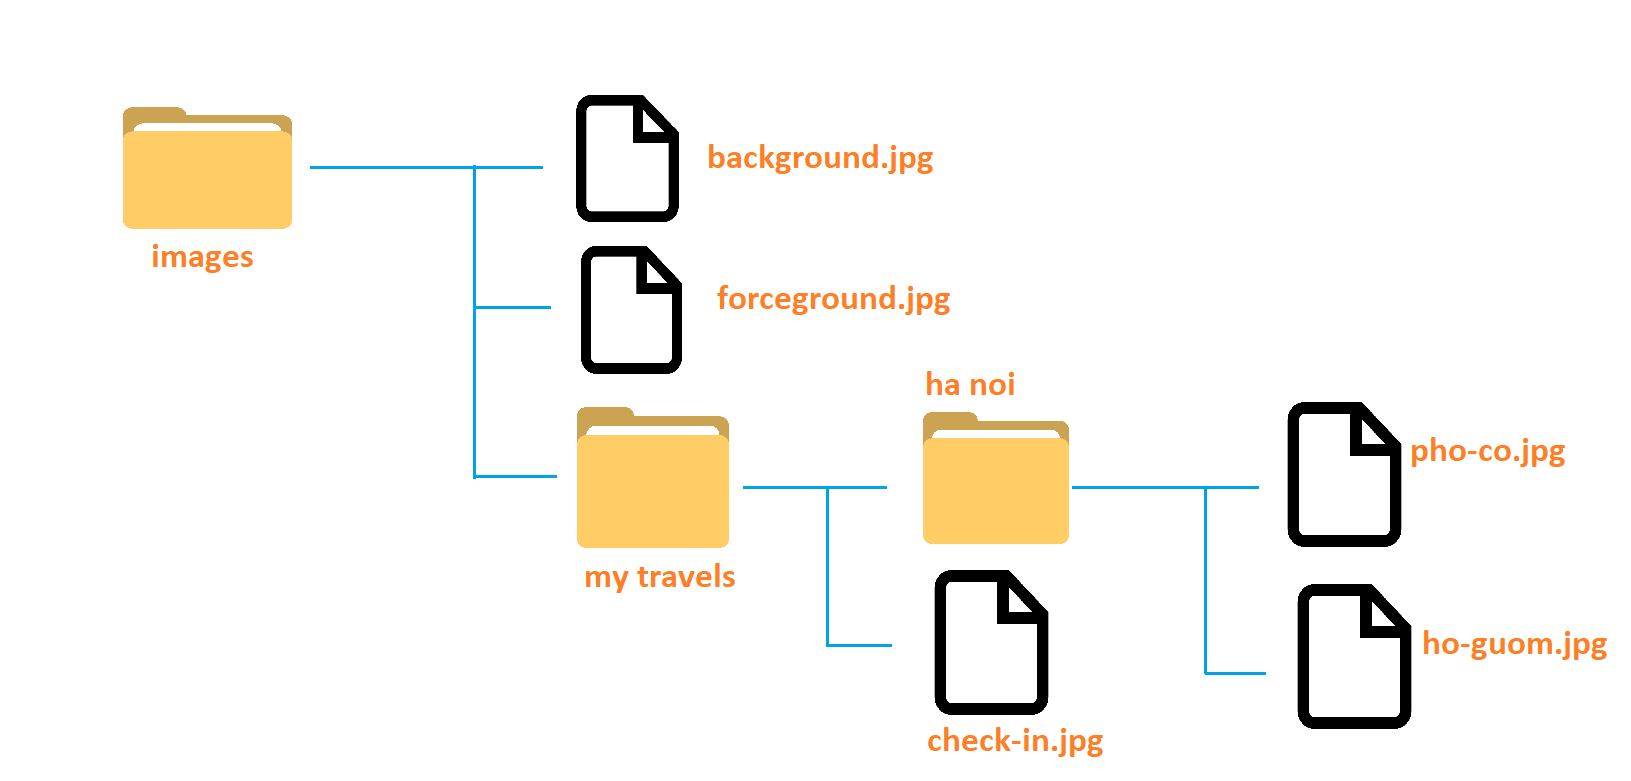 background.jpg
images
forceground.jpg
ha noi
pho-co.jpg
my travels
ho-guom.jpg
check-in.jpg